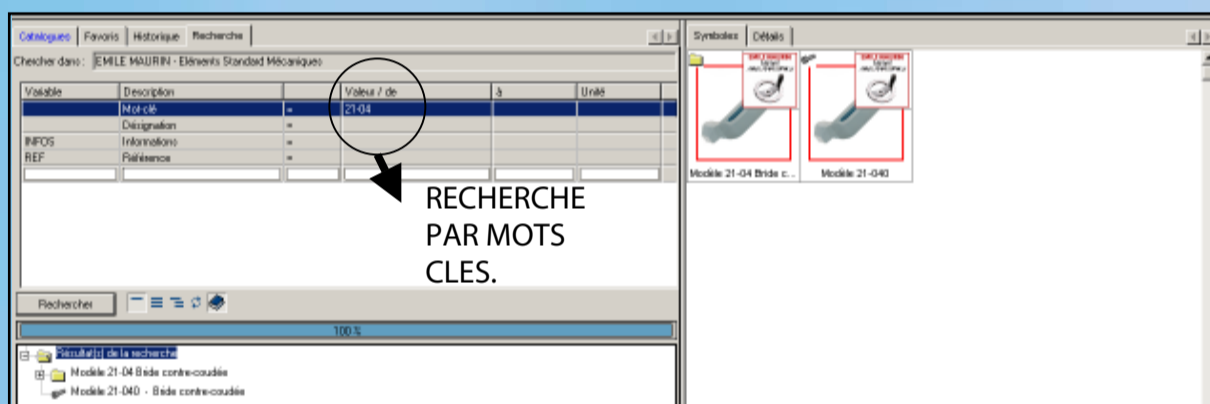 Catalogues Favoris Historique Recherche
Chercher dans : EMILE MAURIN - Eléments Standard Mécaniques
Variable Description Valeur / de à Unité
Mot-clé = 21-04
Désignation =
INFOS Informations =
REF Référence =
RECHERCHE
PAR MOTS
CLES.
Rechercher
100 %
Résultat(s) de la recherche
Modèle 21-04 Bride contre-coudée
Modèle 21-040 - Bride contre-coudée
Symboles Détails
Modèle 21-04 Bride c... Modèle 21-040